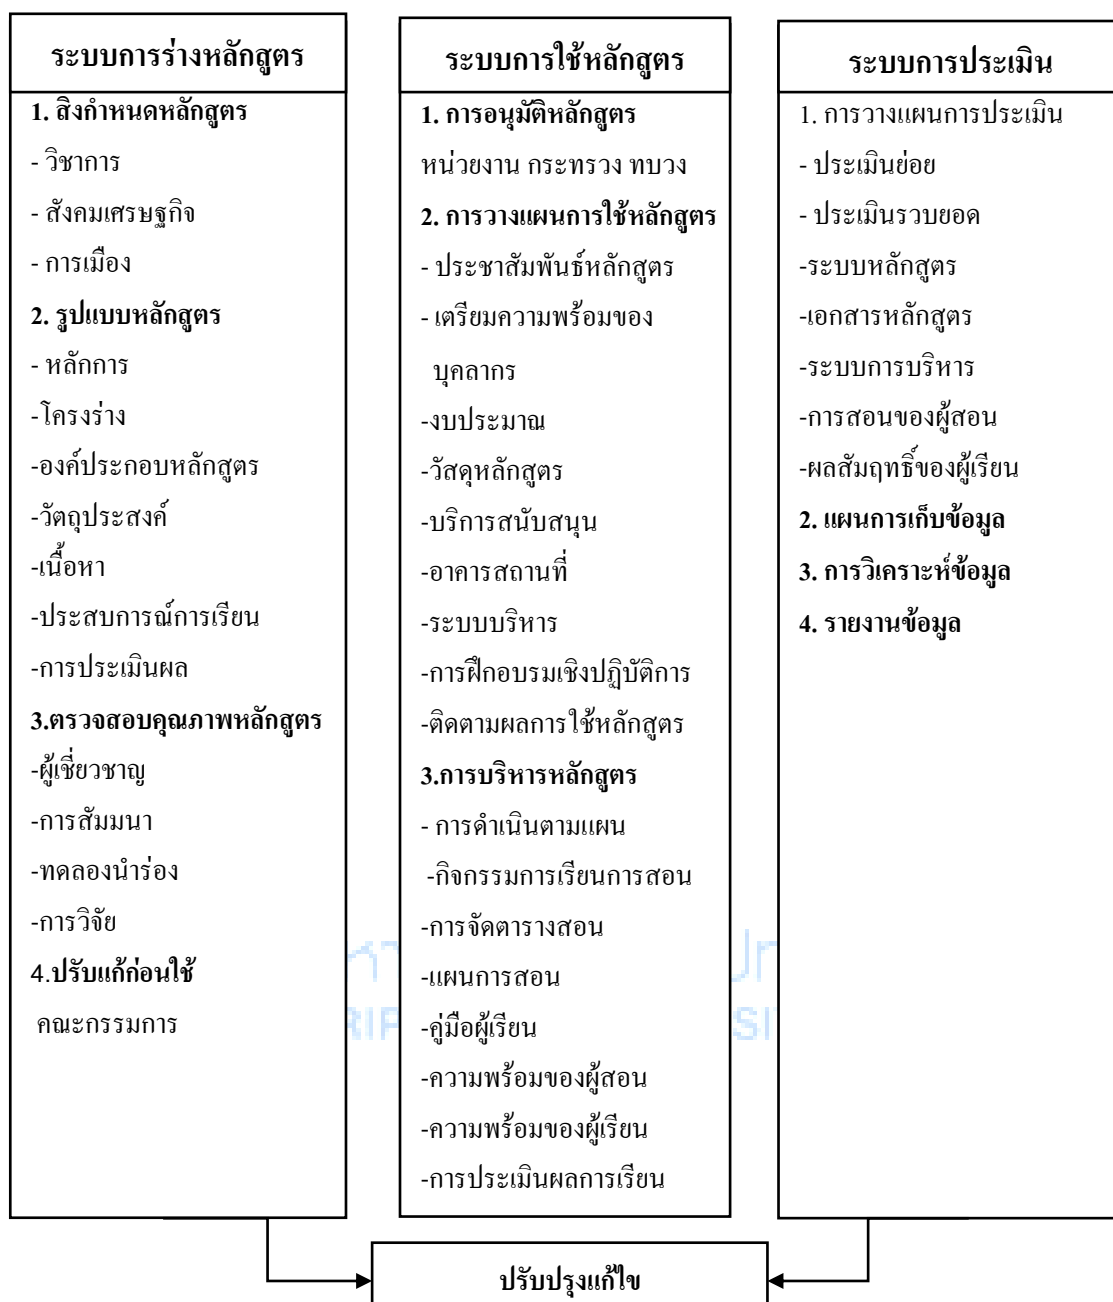 ระบบการร่างหลักสูตร
1. สิ่งกำหนดหลักสูตร
- วิชาการ
- สังคมเศรษฐกิจ
- การเมือง
2. รูปแบบหลักสูตร
- หลักการ
-โครงร่าง
-องค์ประกอบหลักสูตร
-วัตถุประสงค์
-เนื้อหา
-ประสบการณ์การเรียน
-การประเมินผล
3.ตรวจสอบคุณภาพหลักสูตร
-ผู้เชี่ยวชาญ
-การสัมมนา
-ทดลองนำร่อง
-การวิจัย
4.ปรับแก้ก่อนใช้
คณะกรรมการ
ระบบการใช้หลักสูตร
1. การอนุมัติหลักสูตร
หน่วยงาน กระทรวง ทบวง
2. การวางแผนการใช้หลักสูตร
- ประชาสัมพันธ์หลักสูตร
- เตรียมความพร้อมของ
บุคลากร
-งบประมาณ
-วัสดุหลักสูตร
-บริการสนับสนุน
-อาคารสถานที่
-ระบบบริหาร
-การฝึกอบรมเชิงปฏิบัติการ
-ติดตามผลการใช้หลักสูตร
3.การบริหารหลักสูตร
- การดำเนินตามแผน
-กิจกรรมการเรียนการสอน
-การจัดตารางสอน
-แผนการสอน
-คู่มือผู้เรียน
-ความพร้อมของผู้สอน
-ความพร้อมของผู้เรียน
-การประเมินผลการเรียน
ระบบการประเมิน
1. การวางแผนการประเมิน
- ประเมินย่อย
- ประเมินรวบยอด
-ระบบหลักสูตร
-เอกสารหลักสูตร
-ระบบการบริหาร
-การสอนของผู้สอน
-ผลสัมฤทธิ์ของผู้เรียน
2. แผนการเก็บข้อมูล
3. การวิเคราะห์ข้อมูล
4. รายงานข้อมูล
ปรับปรุงแก้ไข